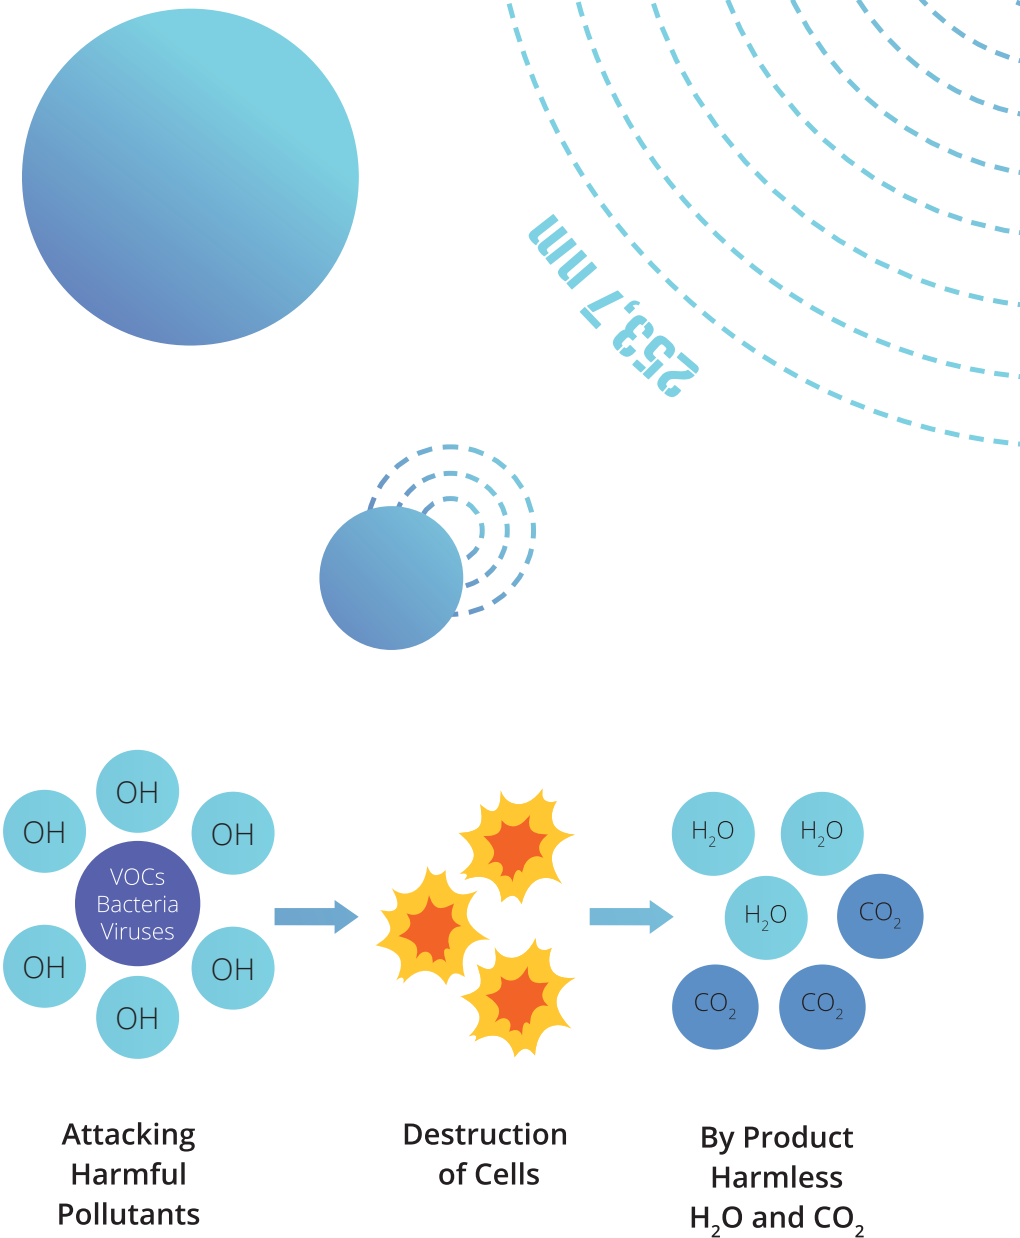 253,7 nm
OH
OH
OH
VOCs
Bacteria
Viruses
OH
OH
OH
H₂O
H₂O
H₂O
CO₂
CO₂
CO₂
Attacking
Harmful
Pollutants
Destruction
of Cells
By Product
Harmless
H₂O and CO₂